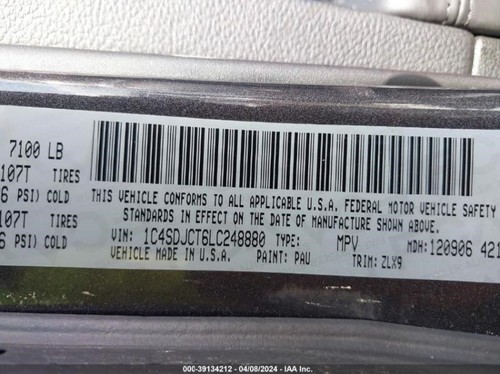 7100 LB
107T TIRES
6 PSI) COLD
107T TIRES
6 PSI) COLD
THIS VEHICLE CONFORMS TO ALL APPLICABLE U.S.A. FEDERAL MOTOR VEHICLE SAFETY
STANDARDS IN EFFECT ON THE DATE OF MANUFACTURE SHOWN ABOVE.
VIN: 1C4SDJCT6LC248880 TYPE: MPV MDH: 120906 421
VEHICLE MADE IN U.S.A. PAINT: PAU TRIM: ZLX9
000-39134212 - 04/08/2024 - IAA Inc.